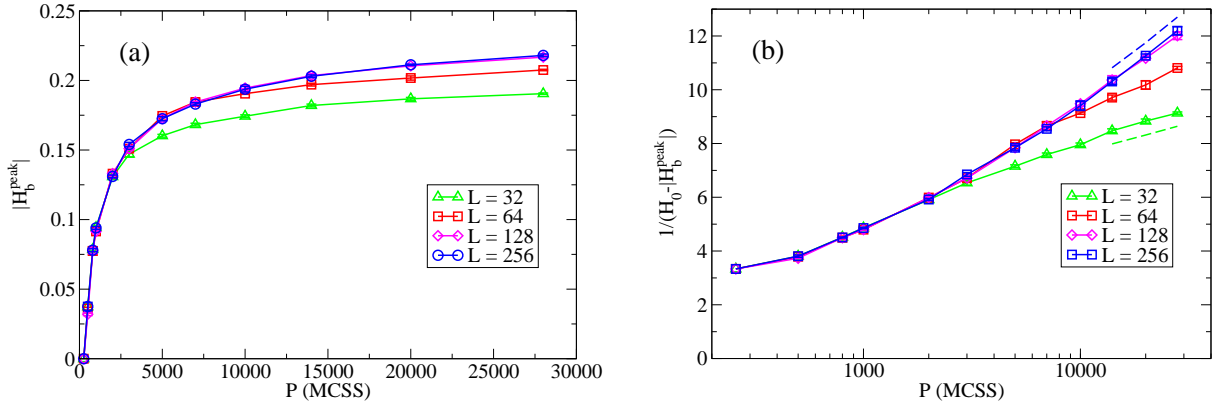 (a)
|H_b^peak|
0.25
0.2
0.15
0.1
0.05
0
0 5000 10000 15000 20000 25000 30000
P (MCSS)
L = 32
L = 64
L = 128
L = 256
(b)
1/(H_0-|H_b^peak|)
12
10
8
6
4
2
0
1000 10000
P (MCSS)
L = 32
L = 64
L = 128
L = 256